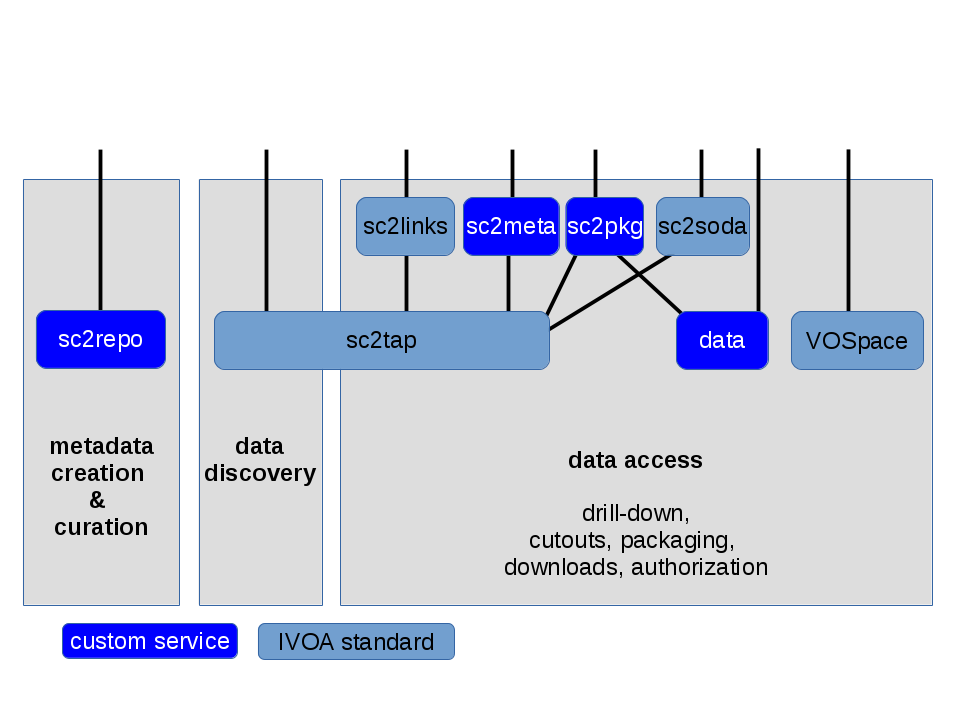 sc2links
sc2meta
sc2pkg
sc2soda
sc2repo
sc2tap
data
VOSpace
metadata
creation
&
curation
data
discovery
data access
drill-down,
cutouts, packaging,
downloads, authorization
custom service
IVOA standard